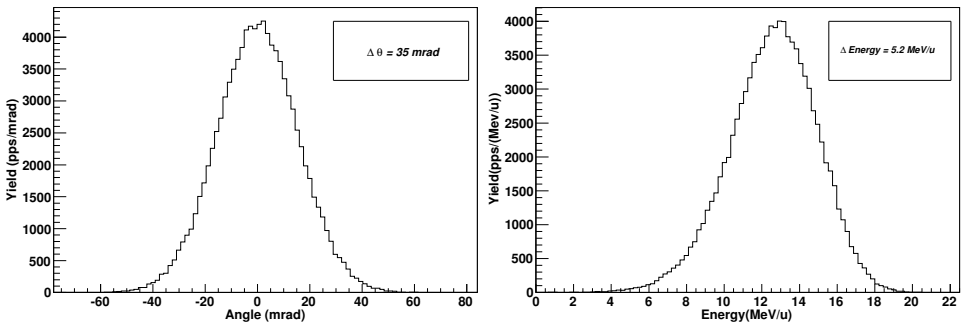 4000
3500
3000
2500
2000
1500
1000
500
0
Yield (pps/mrad)
Δ θ = 35 mrad
-60 -40 -20 0 20 40 60 80
Angle (mrad)
4000
3500
3000
2500
2000
1500
1000
500
0
Yield(pps/(Mev/u))
Δ Energy = 5.2 MeV/u
0 2 4 6 8 10 12 14 16 18 20 22
Energy(MeV/u)